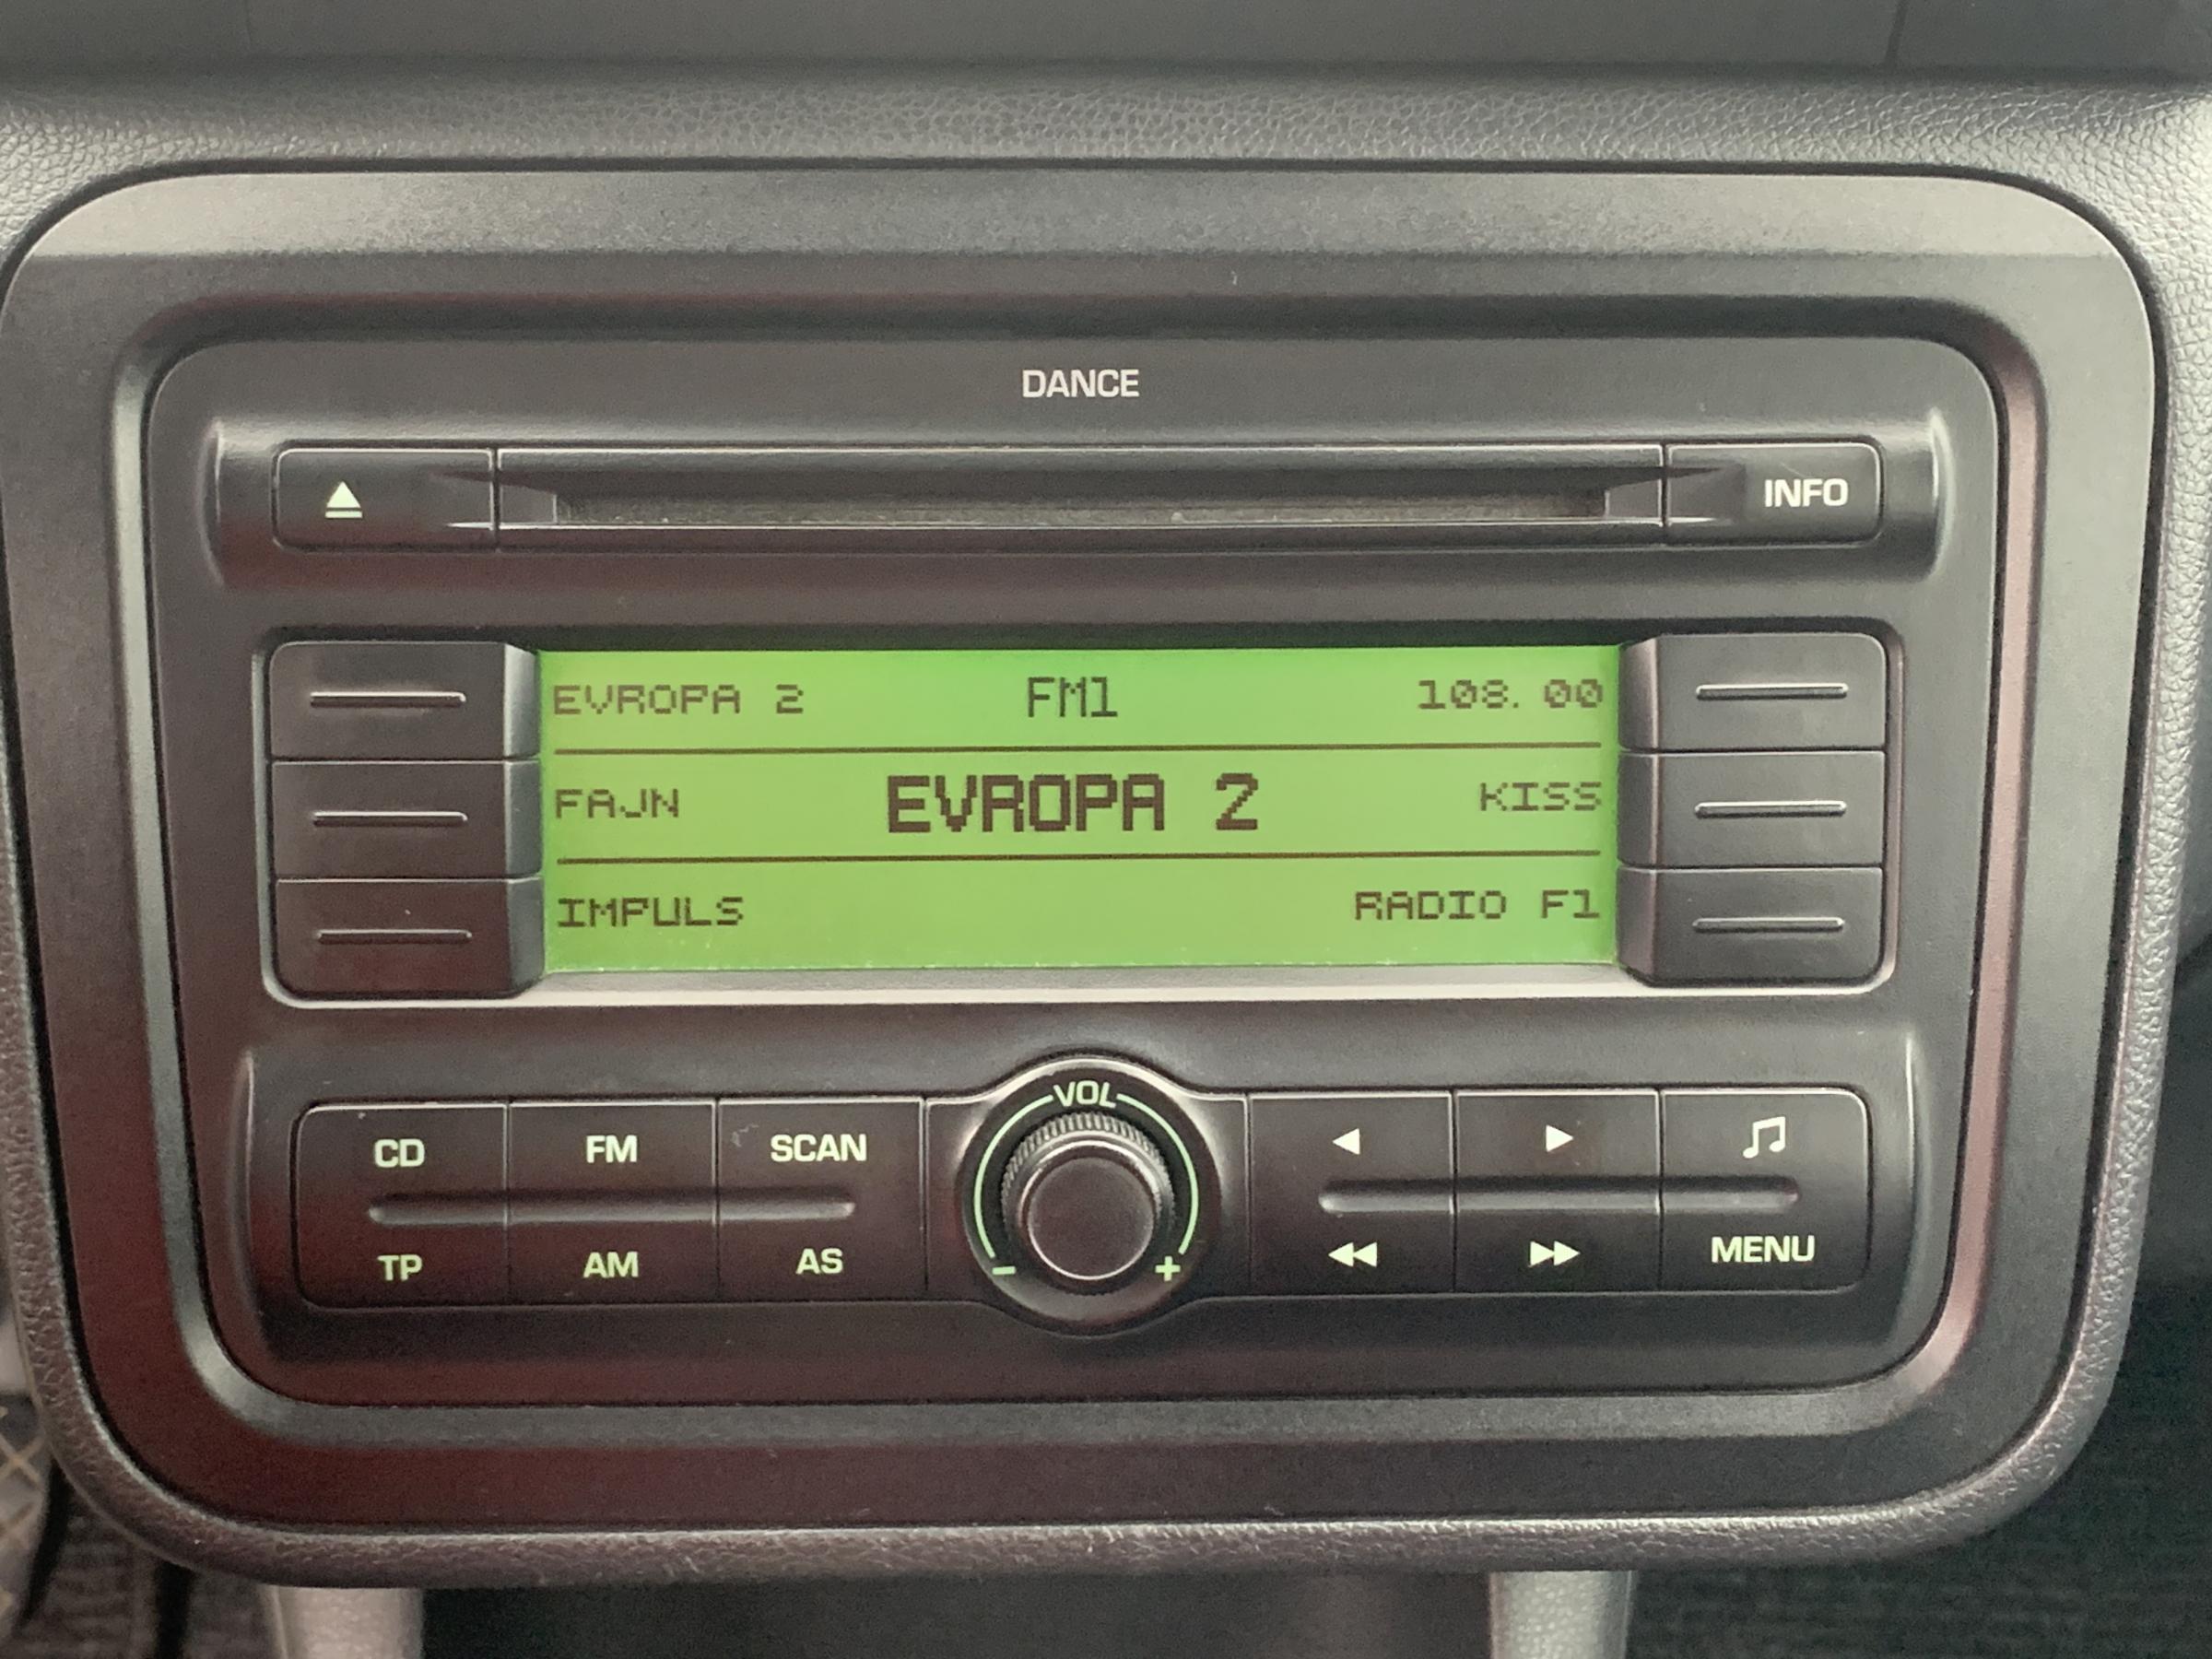 DANCE
INFO
EVROPA 2 FM1 108.00
FAJN EVROPA 2 KISS
IMPULS RADIO F1
VOL
CD FM SCAN
TP AM AS - + MENU